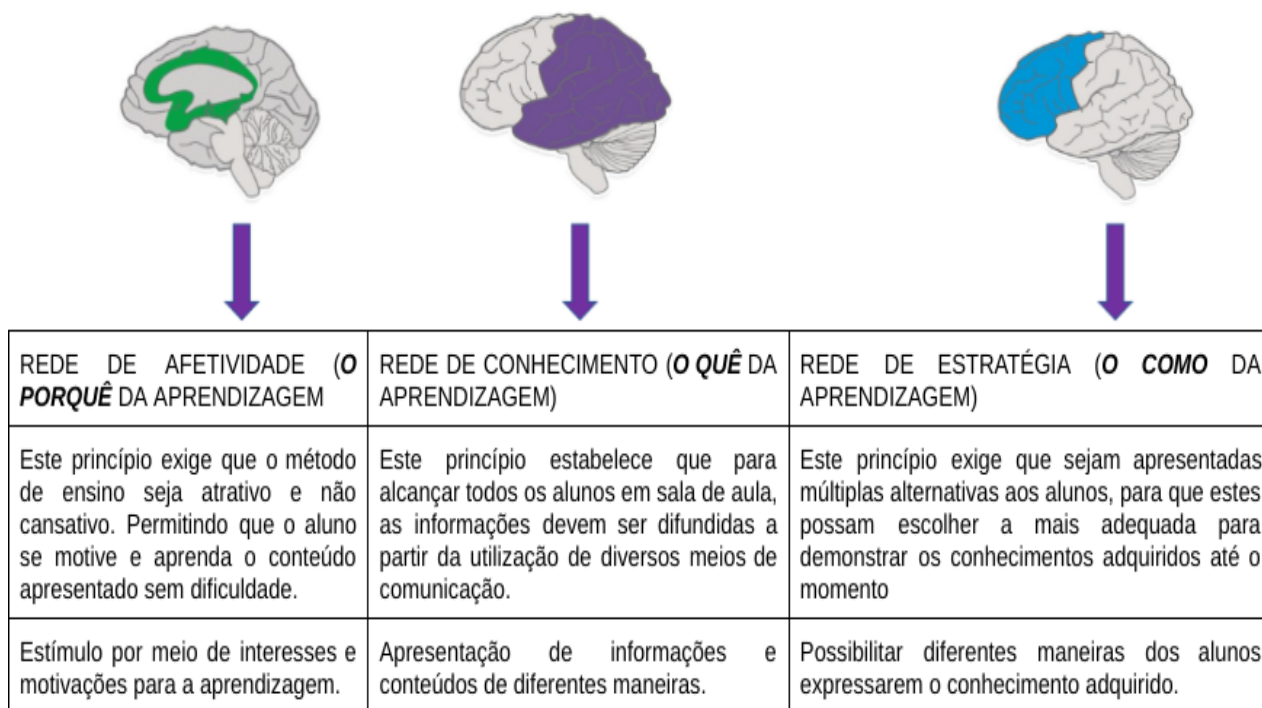 REDE DE AFETIVIDADE (O
PORQUÊ DA APRENDIZAGEM
REDE DE CONHECIMENTO (O QUÊ DA
APRENDIZAGEM)
REDE DE ESTRATÉGIA (O COMO DA
APRENDIZAGEM)
Este princípio exige que o método
de ensino seja atrativo e não
cansativo. Permitindo que o aluno
se motive e aprenda o conteúdo
apresentado sem dificuldade.
Este princípio estabelece que para
alcançar todos os alunos em sala de aula,
as informações devem ser difundidas a
partir da utilização de diversos meios de
comunicação.
Este princípio exige que sejam apresentadas
múltiplas alternativas aos alunos, para que estes
possam escolher a mais adequada para
demonstrar os conhecimentos adquiridos até o
momento
Estímulo por meio de interesses e
motivações para a aprendizagem.
Apresentação de informações e
conteúdos de diferentes maneiras.
Possibilitar diferentes maneiras dos alunos
expressarem o conhecimento adquirido.